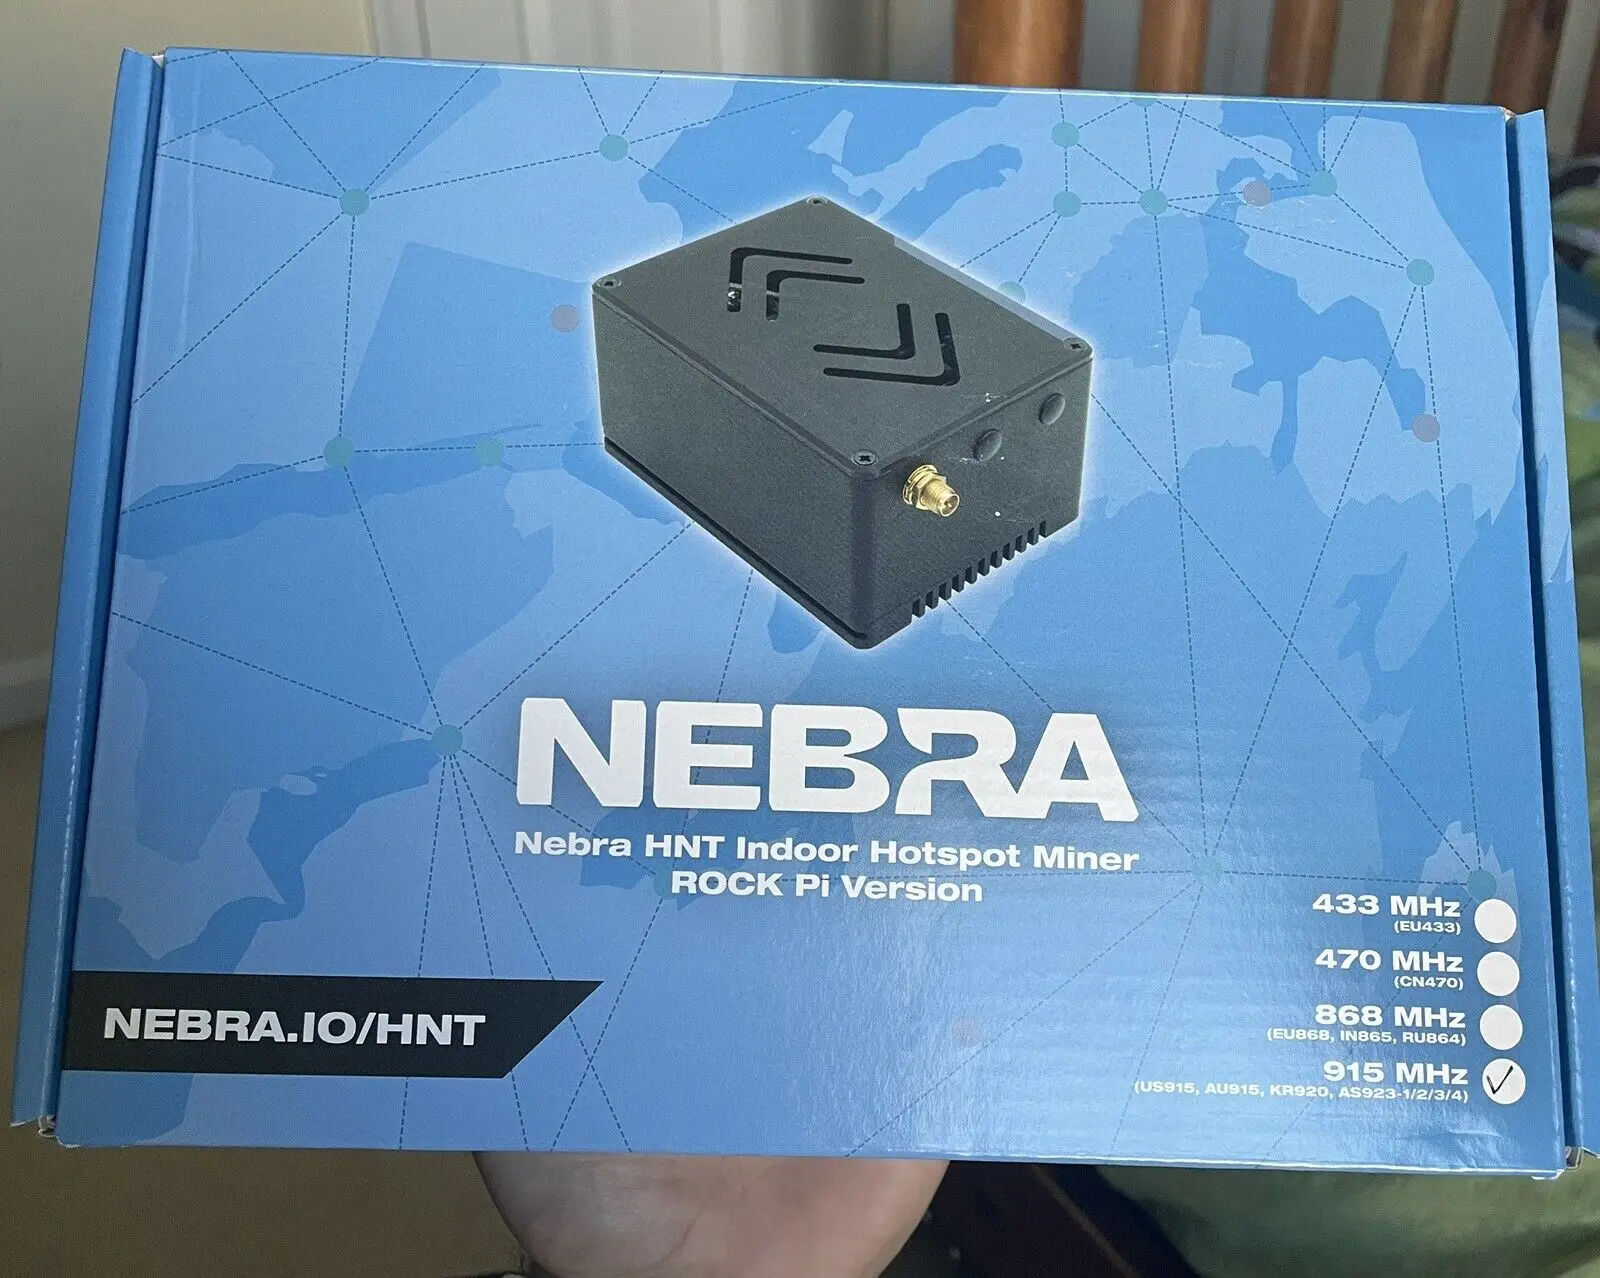 NEBRA
Nebra HNT Indoor Hotspot Miner
ROCK Pi Version
433 MHz
(EU433)
470 MHz
(CN470)
868 MHz
(EU868, IN865, RU864)
915 MHz
(US915, AU915, KR920, AS923-1/2/3/4)
NEBRA.IO/HNT